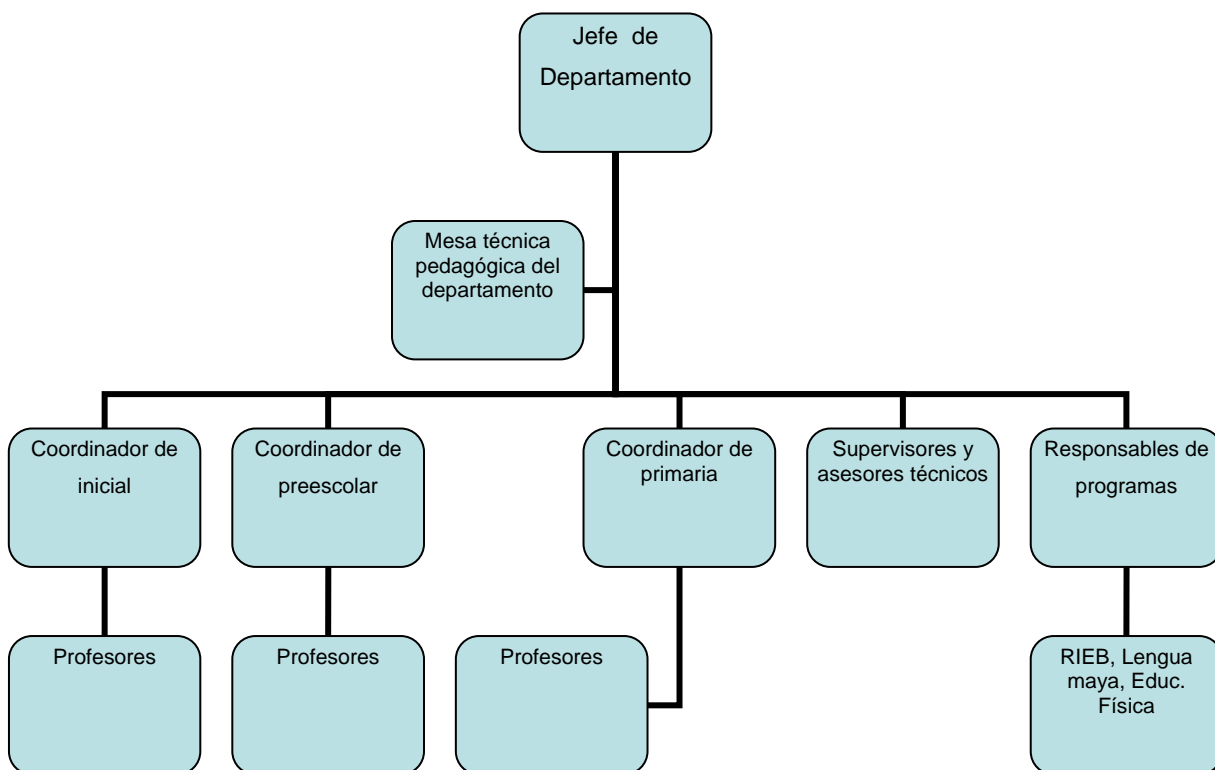 Jefe de
Departamento
Mesa técnica
pedagógica del
departamento
Coordinador de
inicial
Coordinador de
preescolar
Coordinador de
primaria
Supervisores y
asesores técnicos
Responsables de
programas
Profesores
Profesores
Profesores
RIEB, Lengua
maya, Educ.
Física